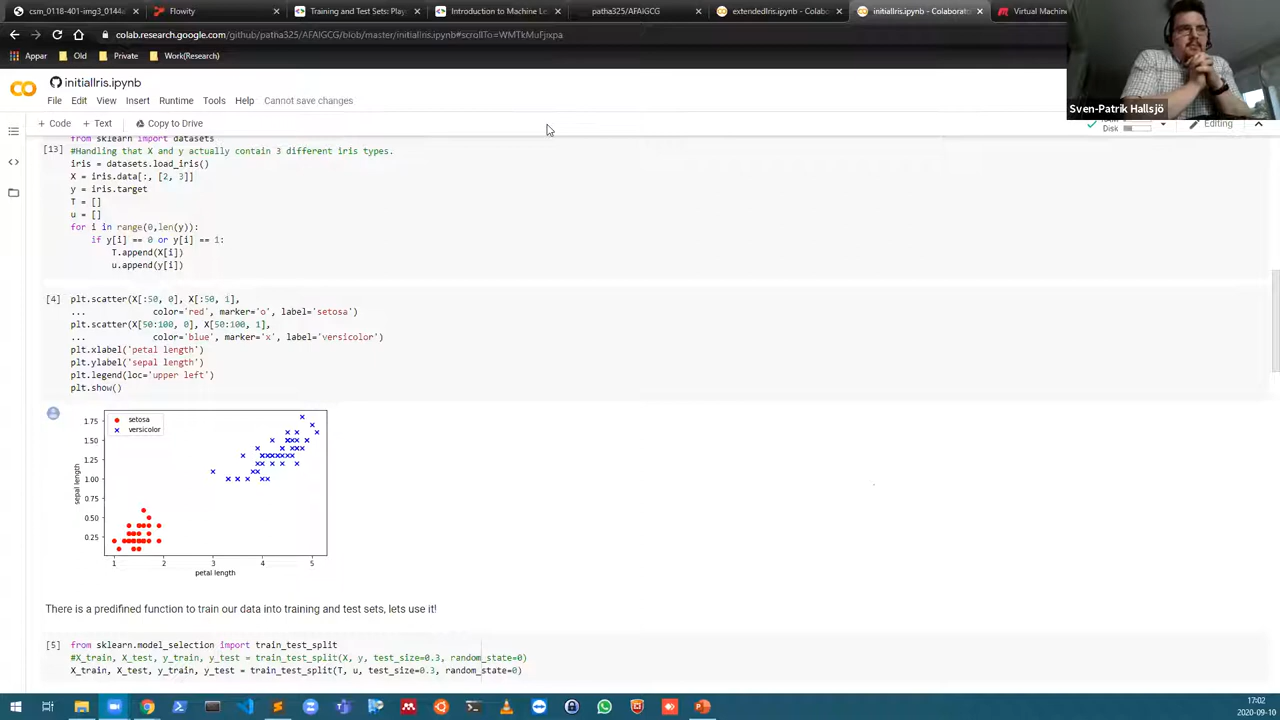 csm_0118-401-img3_0144a
Flowity
Training and Test Sets: Play
Introduction to Machine Le
patha325/AFAIGCG
extendedIris.ipynb - Colabo
initialIris.ipynb - Colaborat
Virtual Machin
colab.research.google.com/github/patha325/AFAIGCG/blob/master/initialIris.ipynb#scrollTo=WMTkMuFjxpa
Appar
Old
Private
Work(Research)
initialIris.ipynb
File Edit View Insert Runtime Tools Help Cannot save changes
Sven-Patrik Hallsjö
+ Code + Text Copy to Drive
Disk
Editing
from sklearn import datasets
[13] #Handling that X and y actually contain 3 different iris types.
iris = datasets.load_iris()
X = iris.data[:, [2, 3]]
y = iris.target
T = []
u = []
for i in range(0,len(y)):
if y[i] == 0 or y[i] == 1:
T.append(X[i])
u.append(y[i])
[4] plt.scatter(X[:50, 0], X[:50, 1],
... color='red', marker='o', label='setosa')
plt.scatter(X[50:100, 0], X[50:100, 1],
... color='blue', marker='x', label='versicolor')
plt.xlabel('petal length')
plt.ylabel('sepal length')
plt.legend(loc='upper left')
plt.show()
setosa
versicolor
1.75
1.50
1.25
1.00
0.75
0.50
0.25
sepal length
1 2 3 4 5
petal length
There is a predifined function to train our data into training and test sets, lets use it!
[5] from sklearn.model_selection import train_test_split
#X_train, X_test, y_train, y_test = train_test_split(X, y, test_size=0.3, random_state=0)
X_train, X_test, y_train, y_test = train_test_split(T, u, test_size=0.3, random_state=0)
17:02
2020-09-10